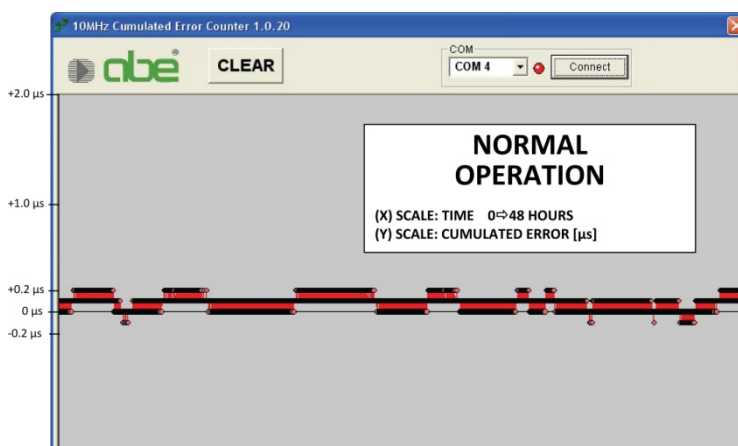 10MHz Cumulated Error Counter 1.0.20
abe®
CLEAR
COM
COM 4
Connect
+2.0 µs
NORMAL
OPERATION
+1.0 µs
(X) SCALE: TIME 0⇨48 HOURS
(Y) SCALE: CUMULATED ERROR [µs]
+0.2 µs
0 µs
-0.2 µs